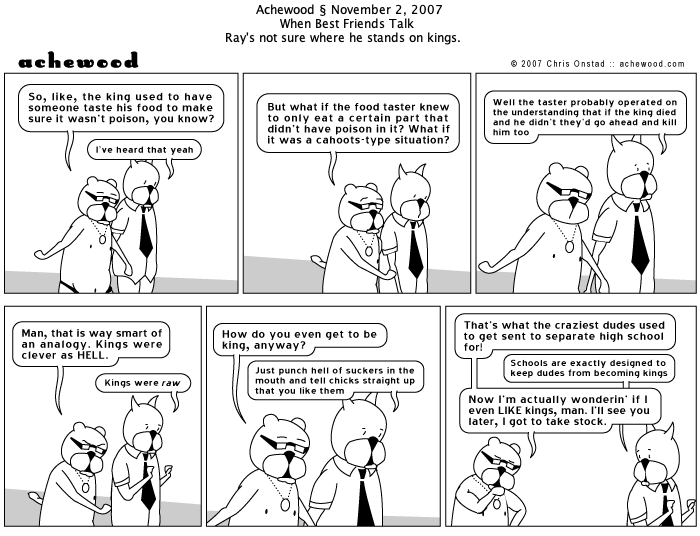 Achewood § November 2, 2007
When Best Friends Talk
Ray's not sure where he stands on kings.
achewood
© 2007 Chris Onstad :: achewood.com
So, like, the king used to have
someone taste his food to make
sure it wasn't poison, you know?
I've heard that yeah
But what if the food taster knew
to only eat a certain part that
didn't have poison in it? What if
it was a cahoots-type situation?
Well the taster probably operated on
the understanding that if the king died
and he didn't they'd go ahead and kill
him too
Man, that is way smart of
an analogy. Kings were
clever as HELL.
Kings were raw
How do you even get to be
king, anyway?
Just punch hell of suckers in the
mouth and tell chicks straight up
that you like them
That's what the craziest dudes used
to get sent to separate high school
for!
Schools are exactly designed to
keep dudes from becoming kings
Now I'm actually wonderin' if I
even LIKE kings, man. I'll see you
later, I got to take stock.